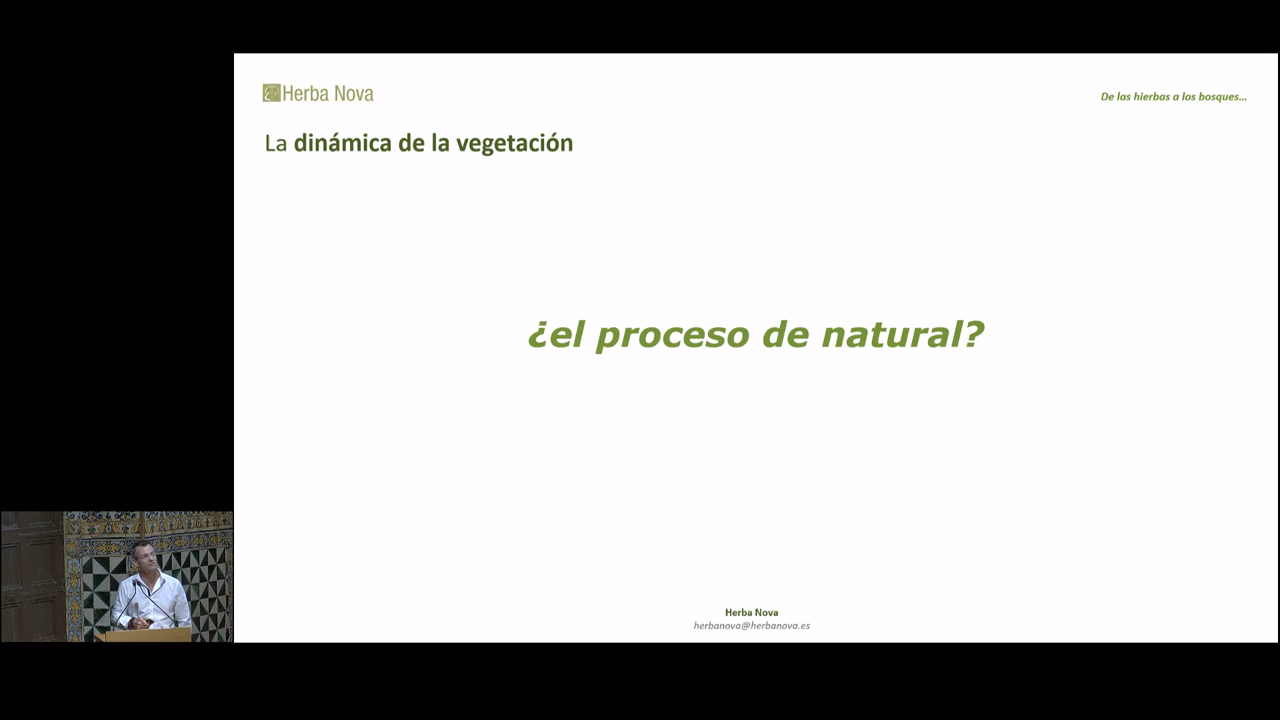 Herba Nova
De las hierbas a los bosques...
La dinámica de la vegetación
¿el proceso de natural?
Herba Nova
herbanova@herbanova.es